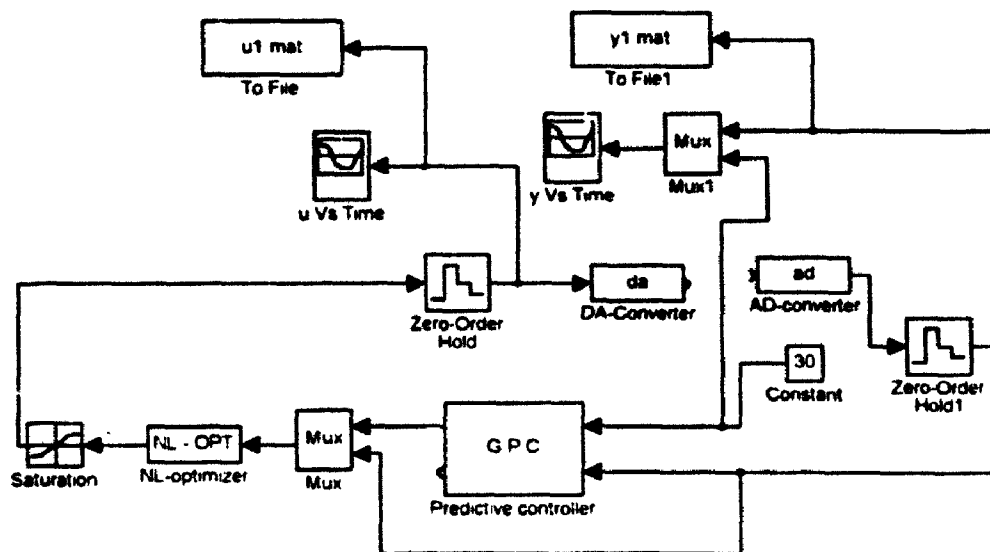 u1 mat
To File
y1 mat
To File1
u Vs Time
y Vs Time
Mux
Mux1
Zero-Order
Hold
da
DA-Converter
ad
AD-converter
30
Constant
Zero-Order
Hold1
Saturation
NL - OPT
NL-optimizer
Mux
Mux
G P C
Predictive controller